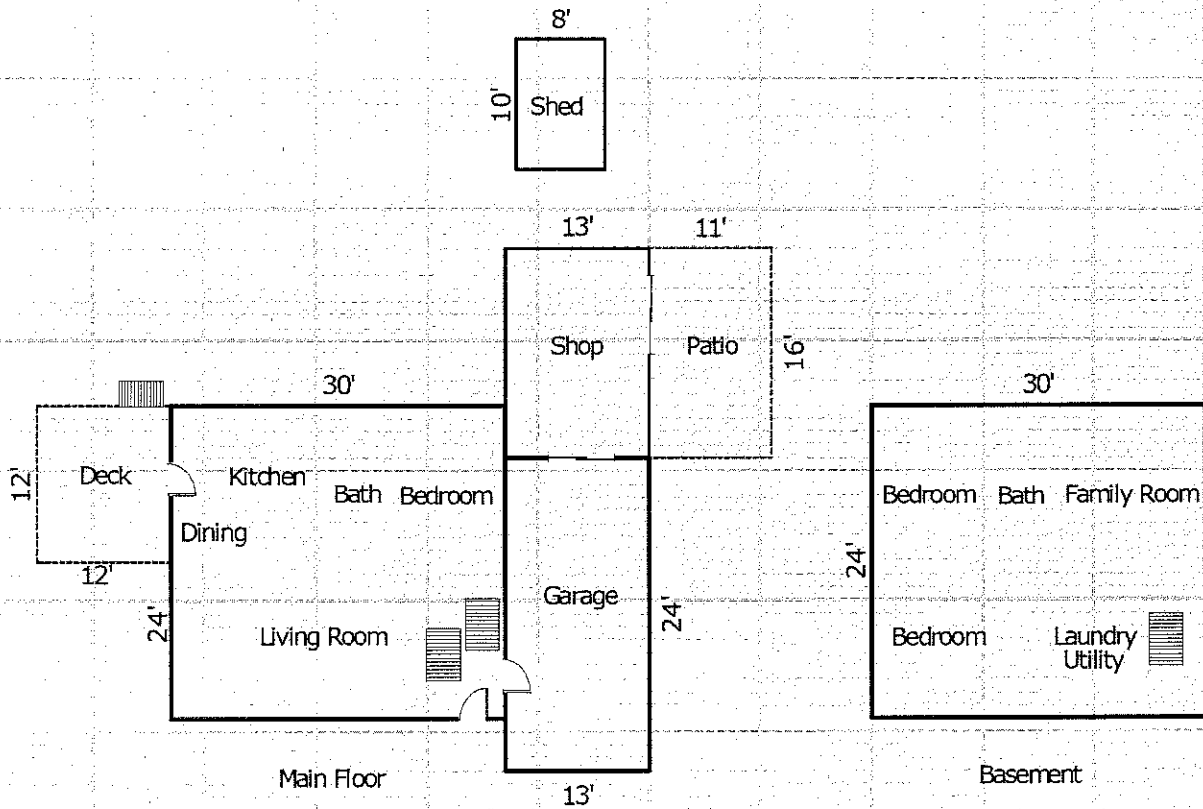 8'
10'
Shed
13' 11'
Shop Patio
16'
30'
30'
12'
Deck
Kitchen
Bath Bedroom
Dining
12'
24'
Living Room
Garage
24'
24'
Bedroom Bath Family Room
Bedroom
Laundry
Utility
Main Floor
13'
Basement